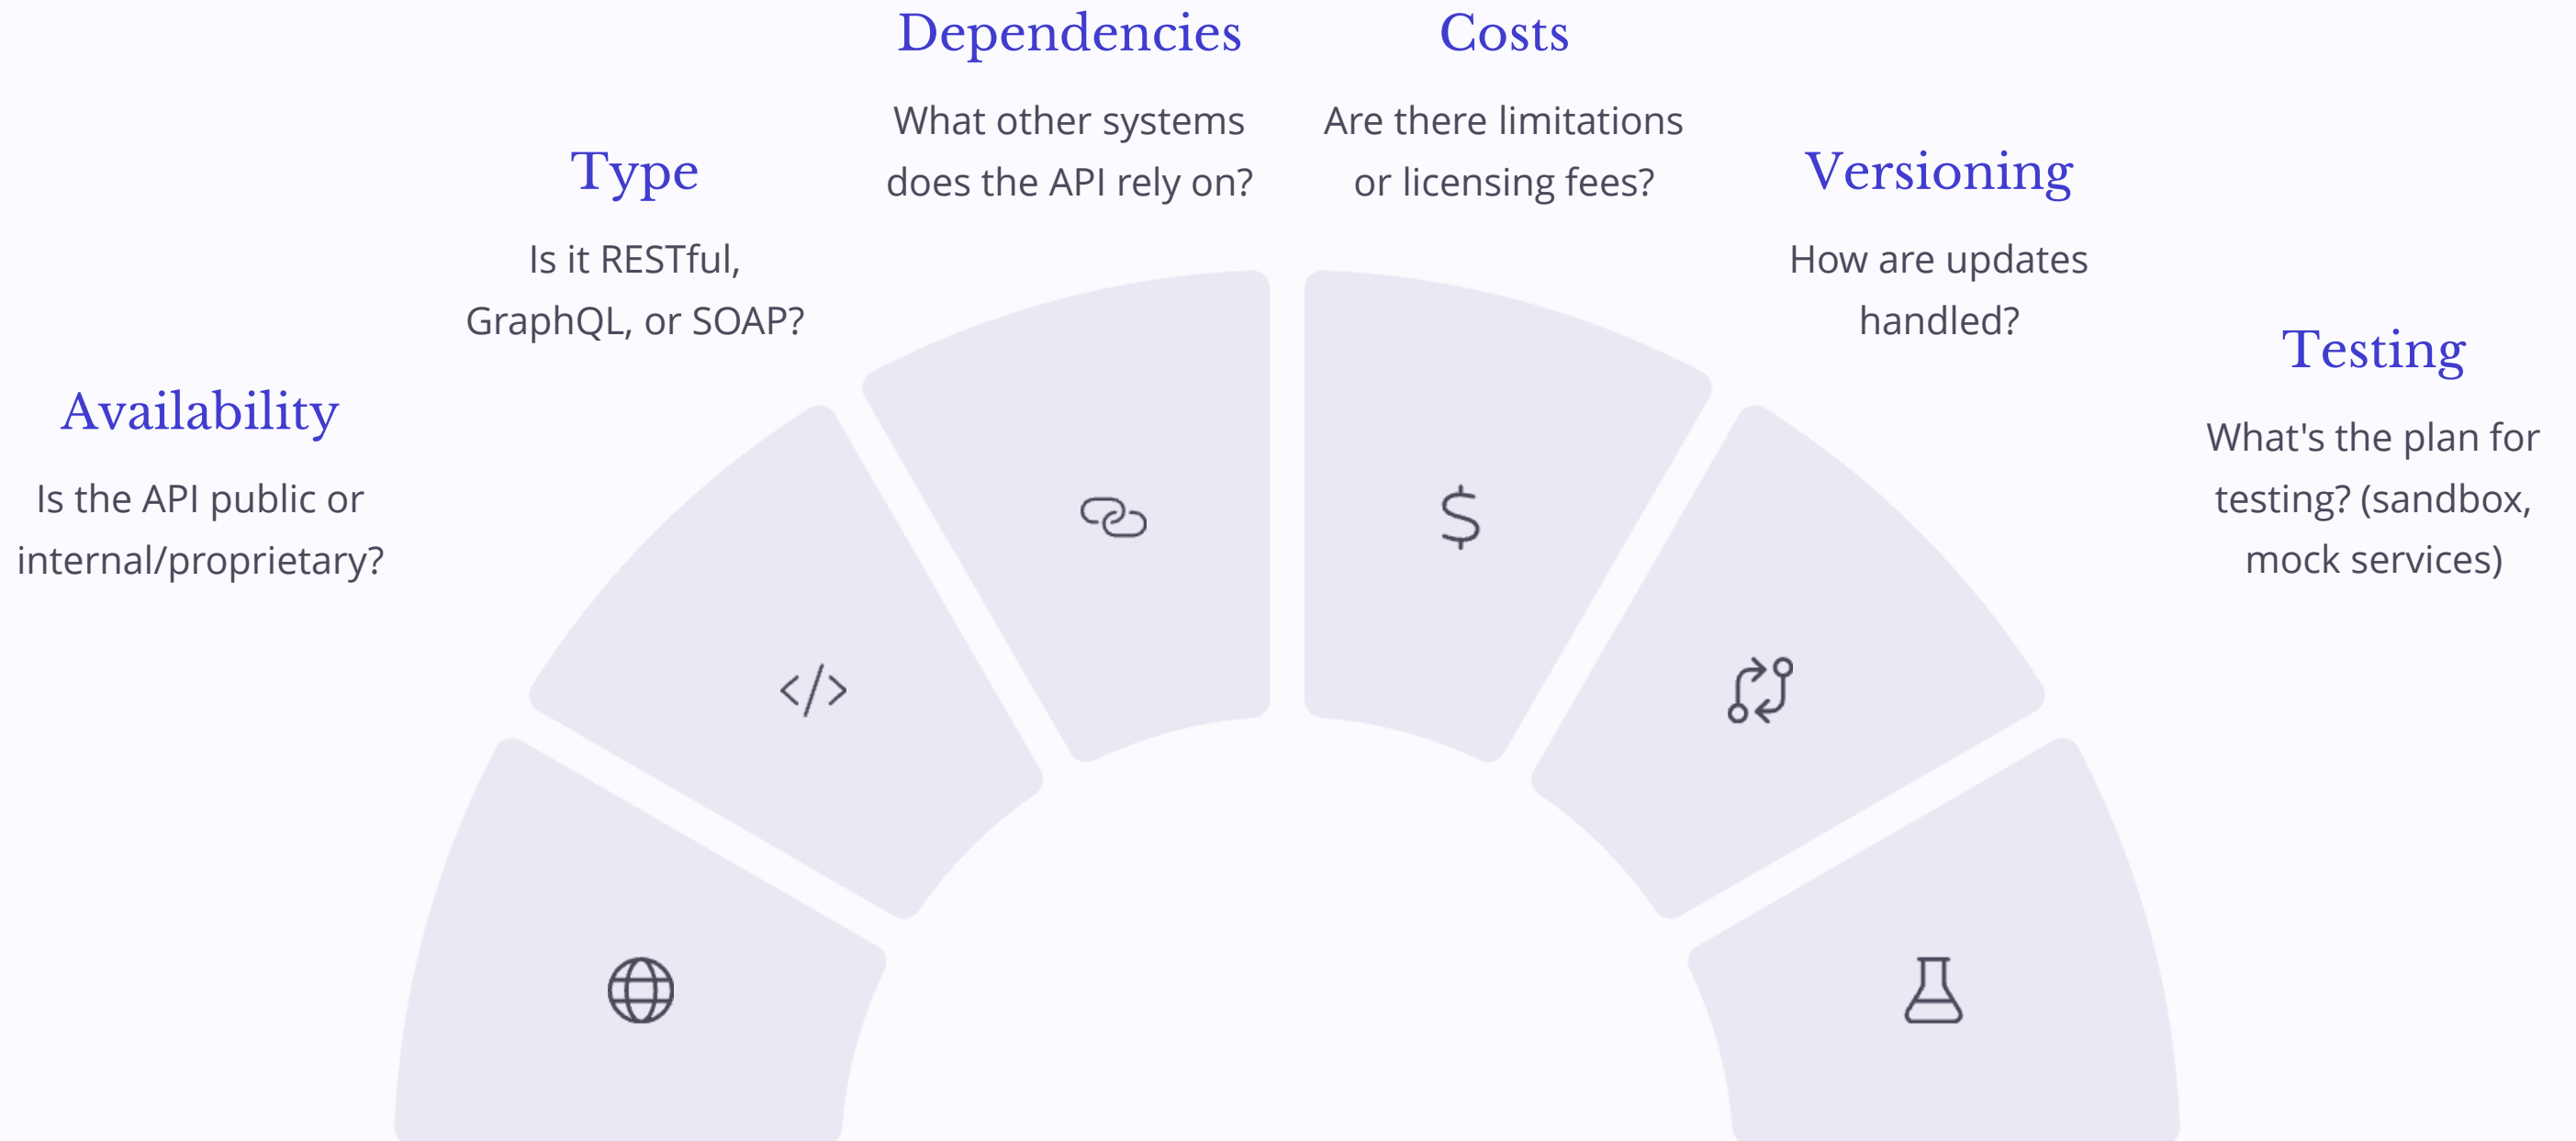 Availability
Is the API public or
internal/proprietary?
Type
Is it RESTful,
GraphQL, or SOAP?
Dependencies
What other systems
does the API rely on?
Costs
Are there limitations
or licensing fees?
Versioning
How are updates
handled?
Testing
What's the plan for
testing? (sandbox,
mock services)